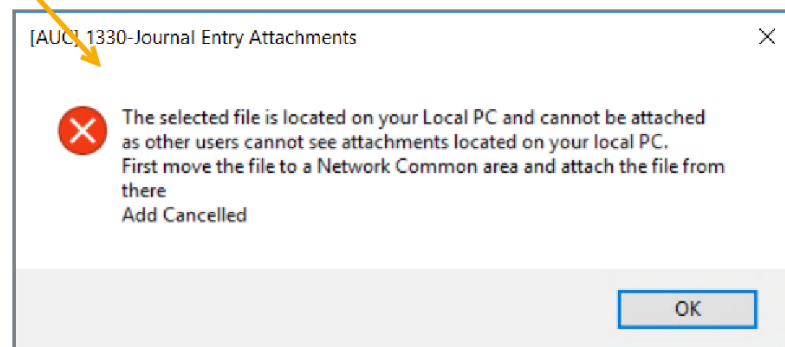 [AUC] 1330-Journal Entry Attachments
The selected file is located on your Local PC and cannot be attached
as other users cannot see attachments located on your local PC.
First move the file to a Network Common area and attach the file from
there
Add Cancelled
OK